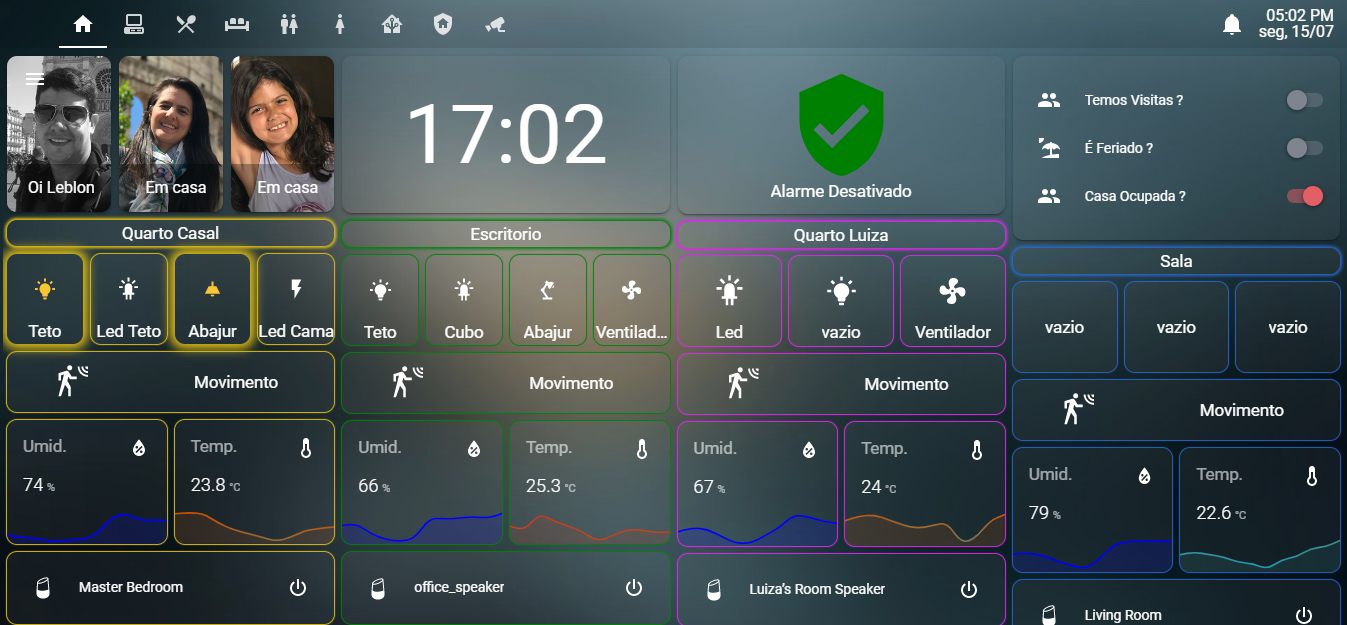 05:02 PM
seg, 15/07
Oi Leblon
Em casa
Em casa
17:02
Alarme Desativado
Temos Visitas ?
É Feriado ?
Casa Ocupada ?
Quarto Casal
Teto
Led Teto
Abajur
Led Cama
Movimento
Umid.
74 %
Temp.
23.8 °C
Master Bedroom
Escritorio
Teto
Cubo
Abajur
Ventilad...
Movimento
Umid.
66 %
Temp.
25.3 °C
office_speaker
Quarto Luiza
Led
vazio
Ventilador
Movimento
Umid.
67 %
Temp.
24 °C
Luiza's Room Speaker
Sala
vazio
vazio
vazio
Movimento
Umid.
79 %
Temp.
22.6 °C
Living Room